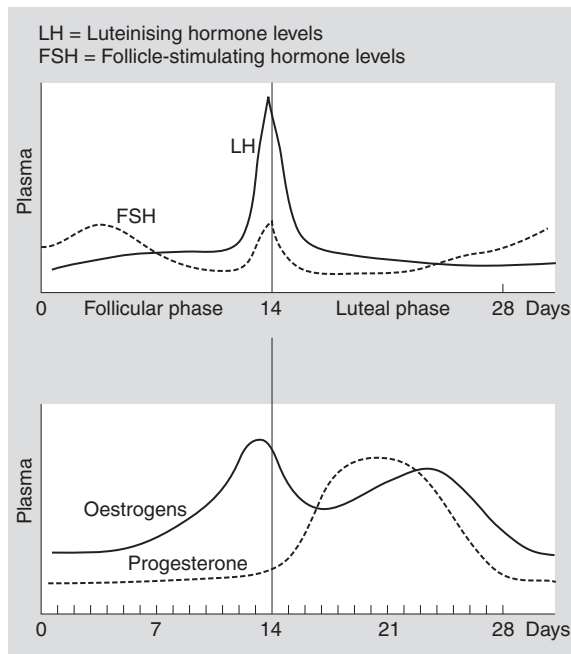 LH = Luteinising hormone levels
FSH = Follicle-stimulating hormone levels
Plasma
LH
FSH
0 Follicular phase 14 Luteal phase 28 Days
Plasma
Oestrogens
Progesterone
0 7 14 21 28 Days